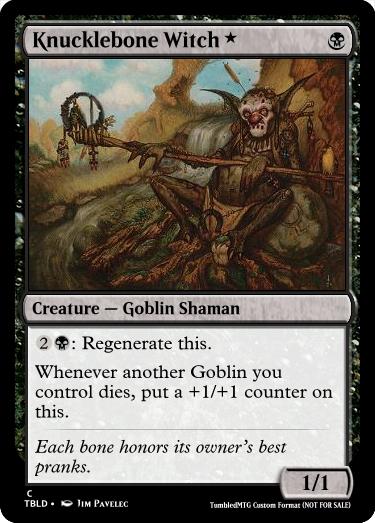 Knucklebone Witch ★
Creature — Goblin Shaman
2 : Regenerate this.
Whenever another Goblin you
control dies, put a +1/+1 counter on
this.
Each bone honors its owner's best
pranks.
1/1
C
TBLD • Jim Pavelec
TumbledMTG Custom Format (NOT FOR SALE)